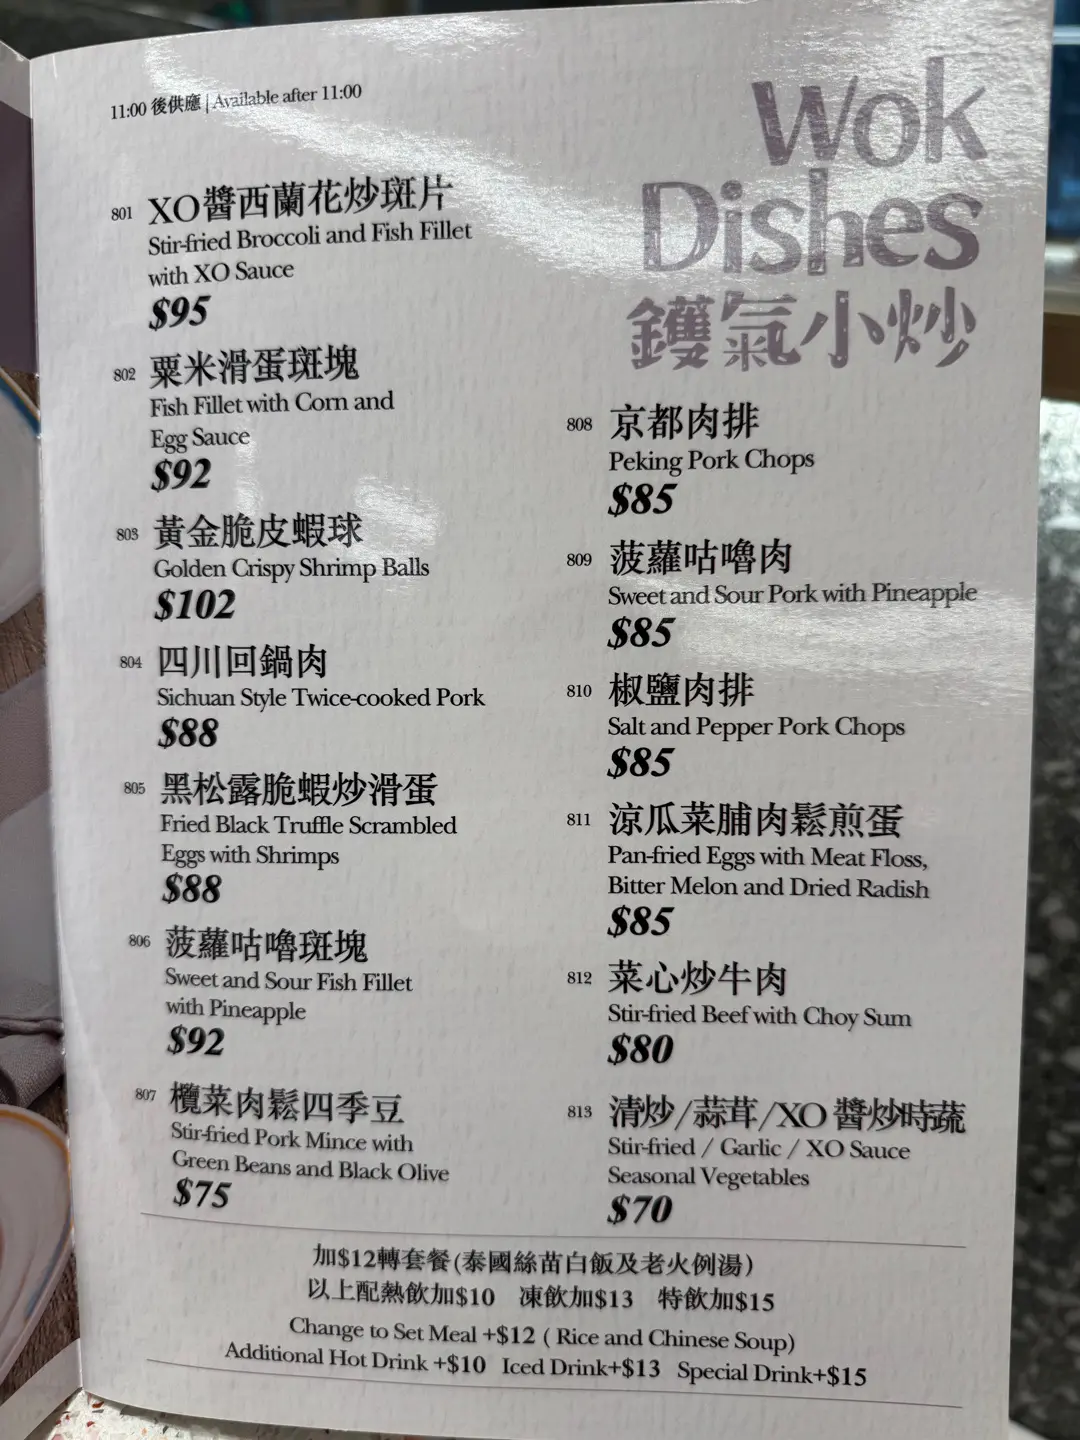 11:00 後供應 | Available after 11:00
Wok
Dishes
鑊氣小炒
801 XO醬西蘭花炒斑片
Stir-fried Broccoli and Fish Fillet
with XO Sauce
$95
802 粟米滑蛋斑塊
Fish Fillet with Corn and
Egg Sauce
$92
803 黃金脆皮蝦球
Golden Crispy Shrimp Balls
$102
804 四川回鍋肉
Sichuan Style Twice-cooked Pork
$88
805 黑松露脆蝦炒滑蛋
Fried Black Truffle Scrambled
Eggs with Shrimps
$88
806 菠蘿咕嚕斑塊
Sweet and Sour Fish Fillet
with Pineapple
$92
807 欖菜肉鬆四季豆
Stir-fried Pork Mince with
Green Beans and Black Olive
$75
808 京都肉排
Peking Pork Chops
$85
809 菠蘿咕嚕肉
Sweet and Sour Pork with Pineapple
$85
810 椒鹽肉排
Salt and Pepper Pork Chops
$85
811 涼瓜菜脯肉鬆煎蛋
Pan-fried Eggs with Meat Floss,
Bitter Melon and Dried Radish
$85
812 菜心炒牛肉
Stir-fried Beef with Choy Sum
$80
813 清炒/蒜茸/XO 醬炒時蔬
Stir-fried / Garlic / XO Sauce
Seasonal Vegetables
$70
加$12轉套餐(泰國絲苗白飯及老火例湯)
以上配熱飲加$10 凍飲加$13 特飲加$15
Change to Set Meal +$12 ( Rice and Chinese Soup)
Additional Hot Drink +$10 Iced Drink+$13 Special Drink+$15